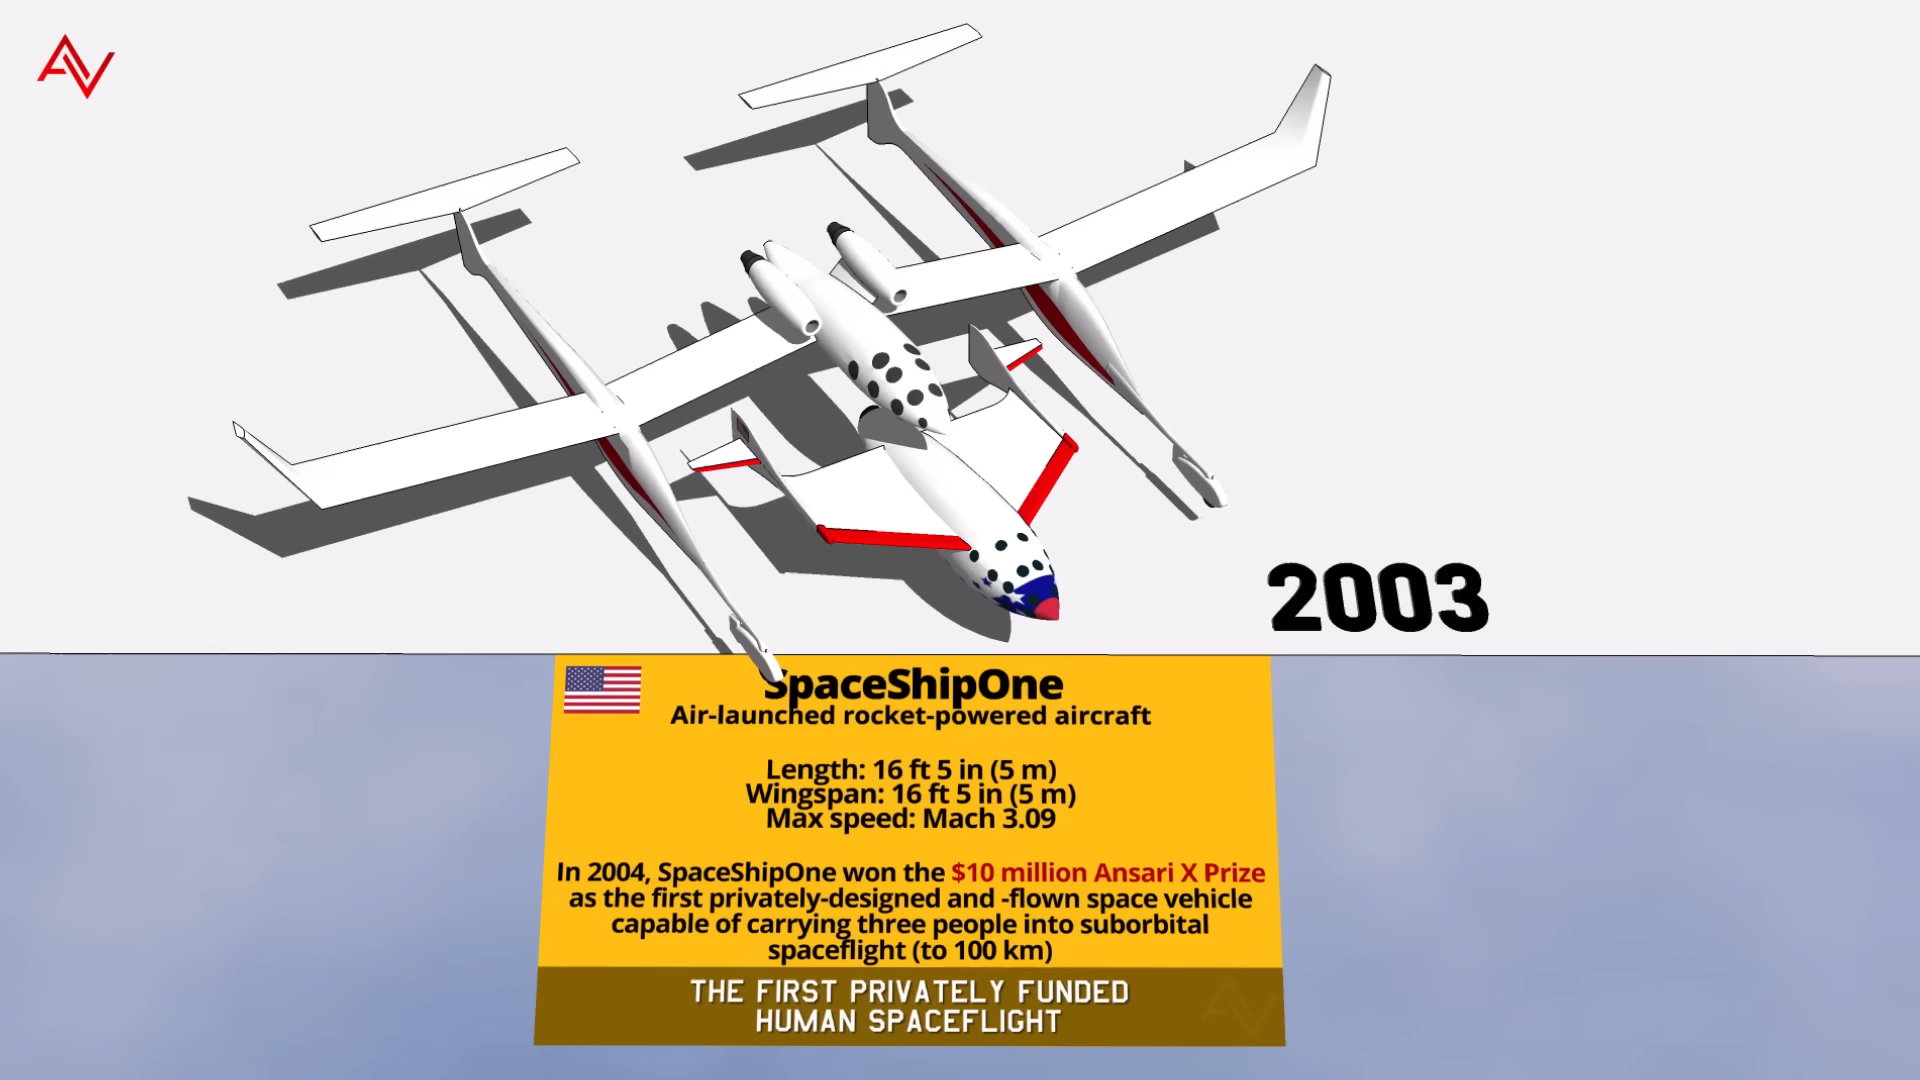 AV
2003
SpaceShipOne
Air-launched rocket-powered aircraft
Length: 16 ft 5 in (5 m)
Wingspan: 16 ft 5 in (5 m)
Max speed: Mach 3.09
In 2004, SpaceShipOne won the $10 million Ansari X Prize
as the first privately-designed and -flown space vehicle
capable of carrying three people into suborbital
spaceflight (to 100 km)
THE FIRST PRIVATELY FUNDED
HUMAN SPACEFLIGHT
AV